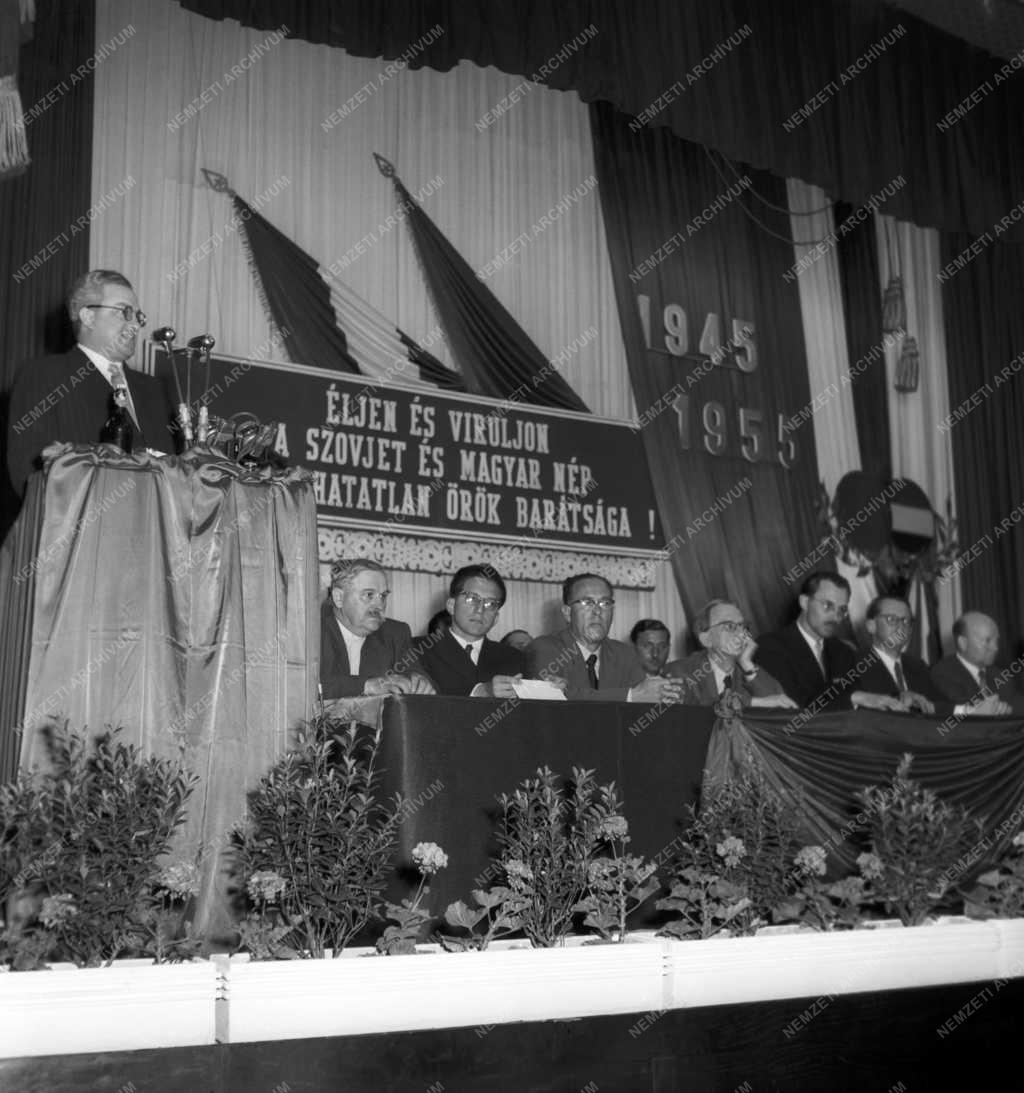 ÉLJEN ÉS VIRULJON
A SZOVJET ÉS MAGYAR NÉP
HATATLAN ÖRÖK BARÁTSÁGA !
1945
1955
NEMZETI ARCHÍVUM